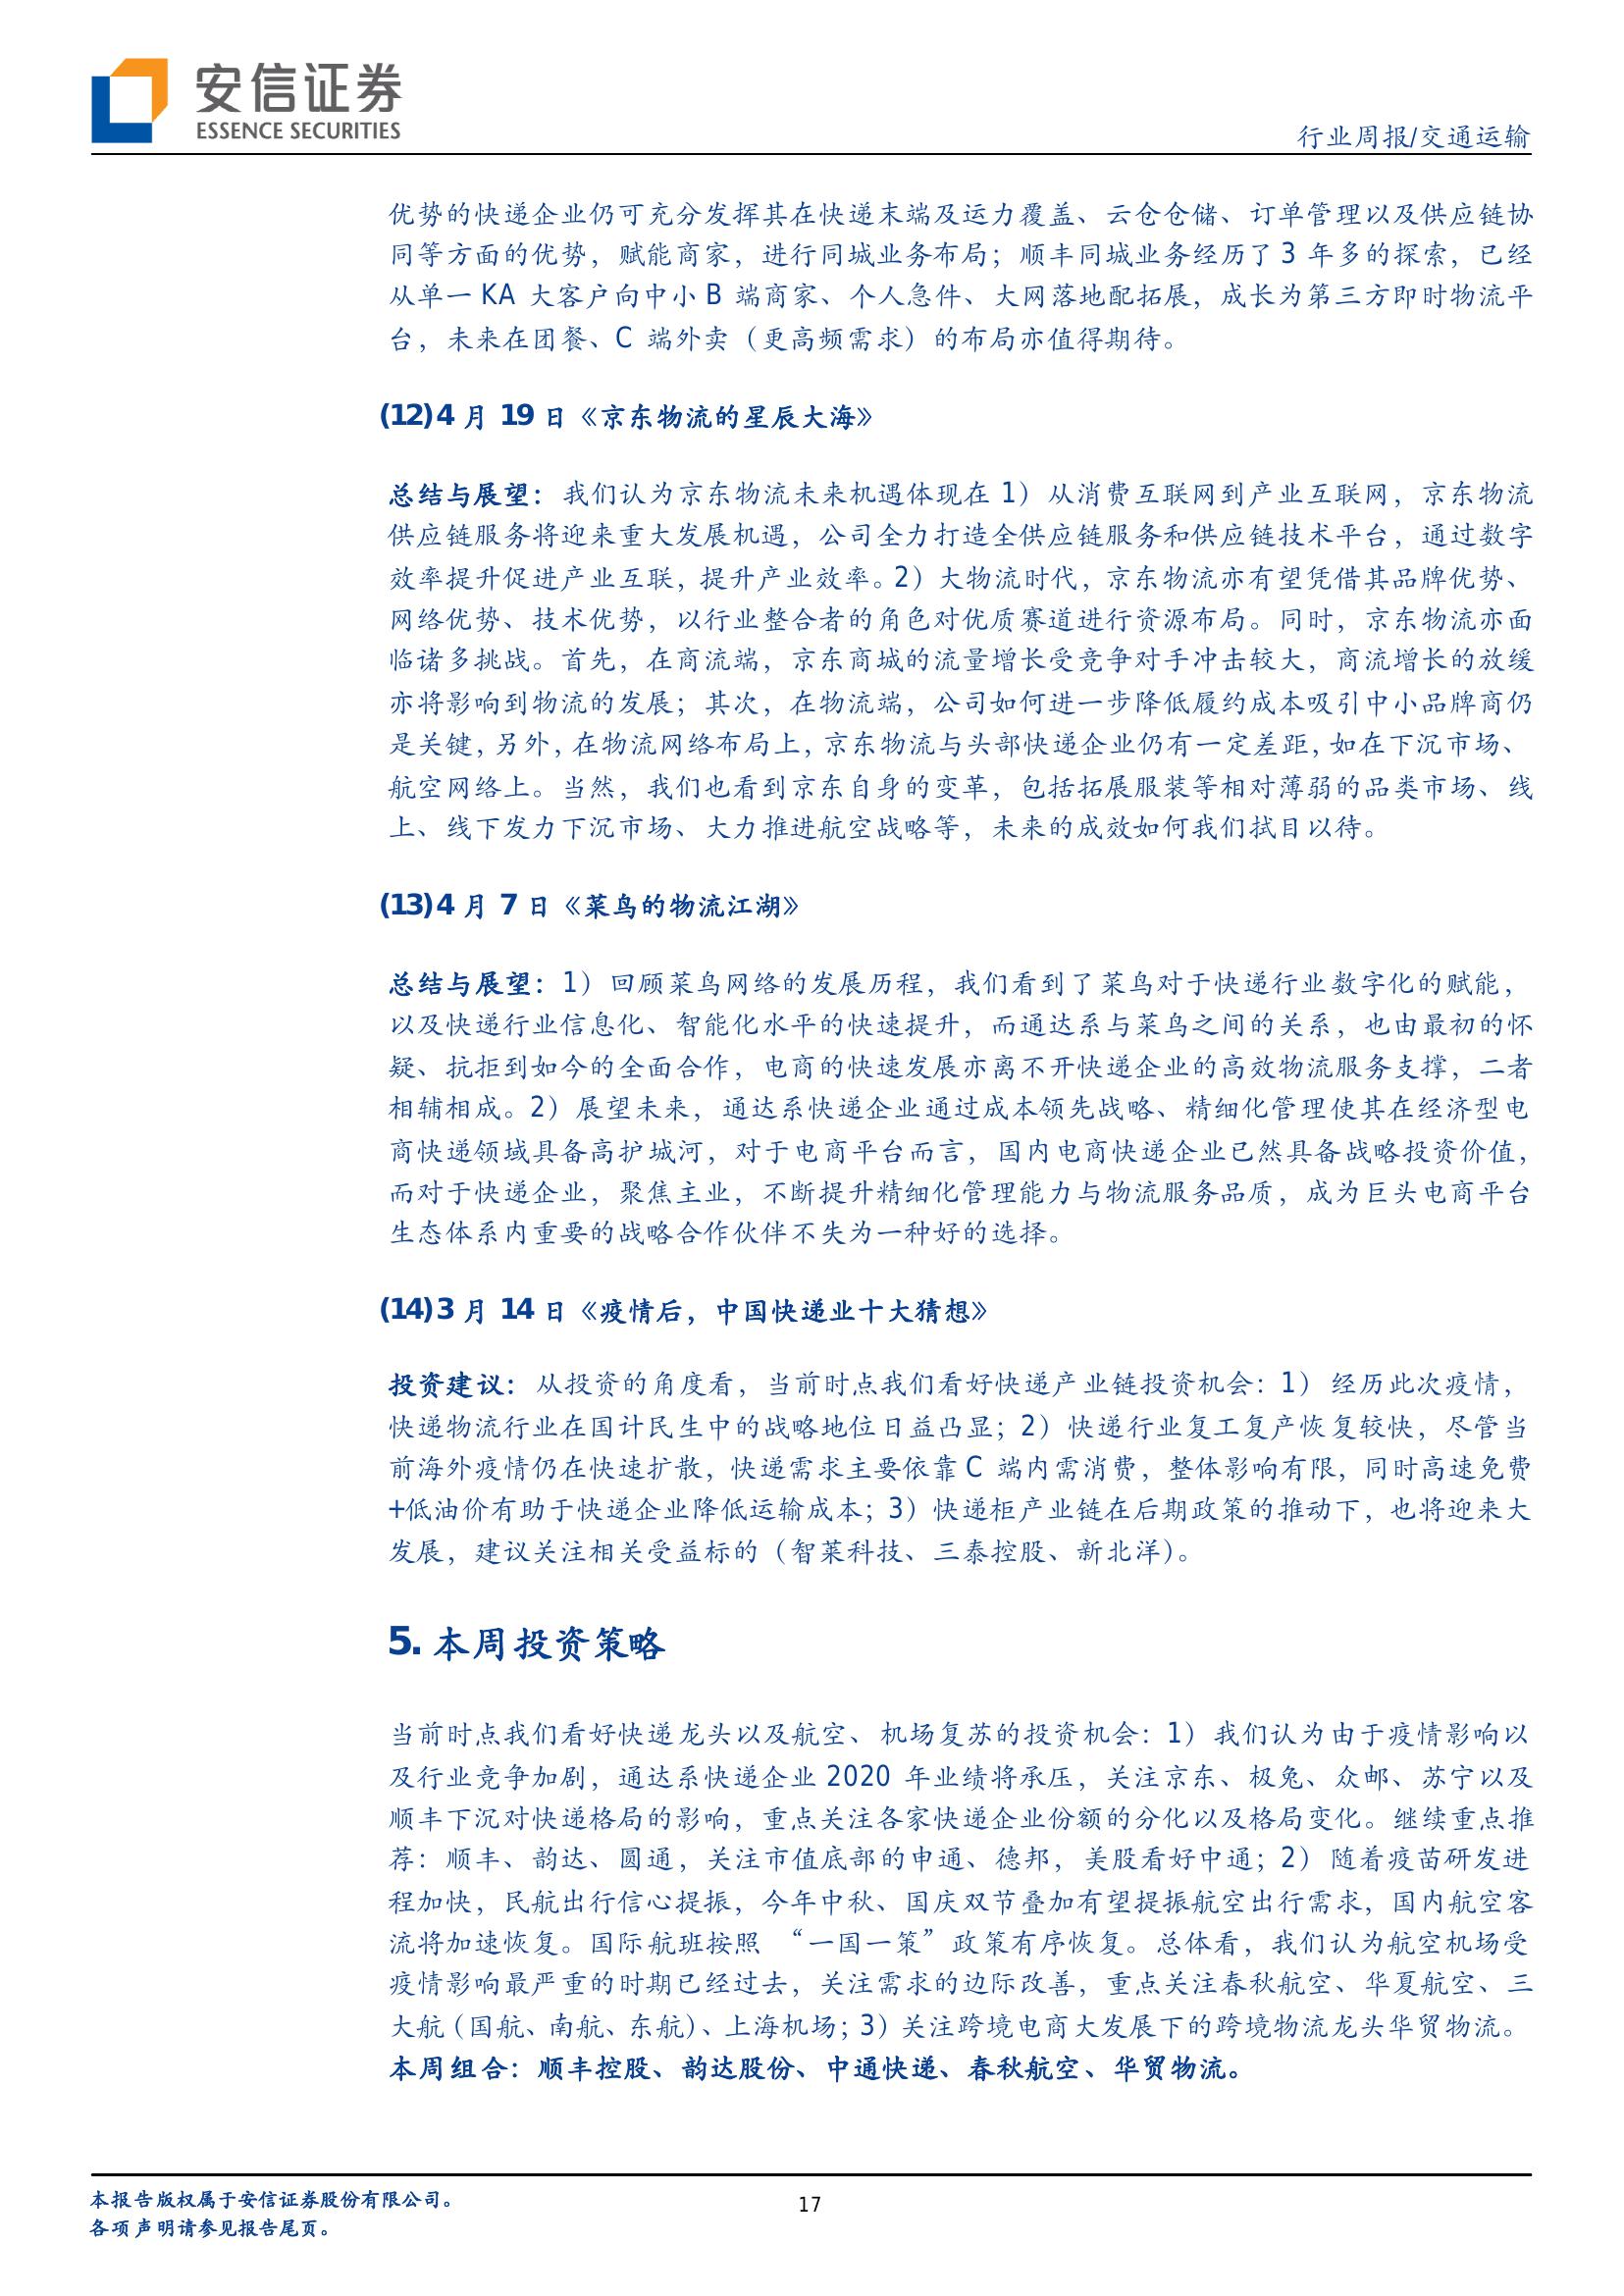 安信证券
ESSENCE SECURITIES
行业周报/交通运输
优势的快递企业仍可充分发挥其在快递末端及运力覆盖、云仓仓储、订单管理以及供应链协
同等方面的优势，赋能商家，进行同城业务布局；顺丰同城业务经历了 3 年多的探索，已经
从单一 KA 大客户向中小 B 端商家、个人急件、大网落地配拓展，成长为第三方即时物流平
台，未来在团餐、C 端外卖（更高频需求）的布局亦值得期待。
(12)4 月 19 日《京东物流的星辰大海》
总结与展望：我们认为京东物流未来机遇体现在 1）从消费互联网到产业互联网，京东物流
供应链服务将迎来重大发展机遇，公司全力打造全供应链服务和供应链技术平台，通过数字
效率提升促进产业互联，提升产业效率。2）大物流时代，京东物流亦有望凭借其品牌优势、
网络优势、技术优势，以行业整合者的角色对优质赛道进行资源布局。同时，京东物流亦面
临诸多挑战。首先，在商流端，京东商城的流量增长受竞争对手冲击较大，商流增长的放缓
亦将影响到物流的发展；其次，在物流端，公司如何进一步降低履约成本吸引中小品牌商仍
是关键，另外，在物流网络布局上，京东物流与头部快递企业仍有一定差距，如在下沉市场、
航空网络上。当然，我们也看到京东自身的变革，包括拓展服装等相对薄弱的品类市场、线
上、线下发力下沉市场、大力推进航空战略等，未来的成效如何我们拭目以待。
(13)4 月 7 日《菜鸟的物流江湖》
总结与展望：1）回顾菜鸟网络的发展历程，我们看到了菜鸟对于快递行业数字化的赋能，
以及快递行业信息化、智能化水平的快速提升，而通达系与菜鸟之间的关系，也由最初的怀
疑、抗拒到如今的全面合作，电商的快速发展亦离不开快递企业的高效物流服务支撑，二者
相辅相成。2）展望未来，通达系快递企业通过成本领先战略、精细化管理使其在经济型电
商快递领域具备高护城河，对于电商平台而言，国内电商快递企业已然具备战略投资价值，
而对于快递企业，聚焦主业，不断提升精细化管理能力与物流服务品质，成为巨头电商平台
生态体系内重要的战略合作伙伴不失为一种好的选择。
(14)3 月 14 日《疫情后，中国快递业十大猜想》
投资建议：从投资的角度看，当前时点我们看好快递产业链投资机会：1） 经历此次疫情，
快递物流行业在国计民生中的战略地位日益凸显；2）快递行业复工复产恢复较快，尽管当
前海外疫情仍在快速扩散，快递需求主要依靠 C 端内需消费，整体影响有限，同时高速免费
+低油价有助于快递企业降低运输成本；3）快递柜产业链在后期政策的推动下，也将迎来大
发展，建议关注相关受益标的（智莱科技、三泰控股、新北洋）。
5. 本周投资策略
当前时点我们看好快递龙头以及航空、机场复苏的投资机会：1）我们认为由于疫情影响以
及行业竞争加剧，通达系快递企业 2020 年业绩将承压，关注京东、极兔、众邮、苏宁以及
顺丰下沉对快递格局的影响，重点关注各家快递企业份额的分化以及格局变化。继续重点推
荐：顺丰、韵达、圆通，关注市值底部的申通、德邦，美股看好中通；2） 随着疫苗研发进
程加快，民航出行信心提振，今年中秋、国庆双节叠加有望提振航空出行需求，国内航空客
流将加速恢复。国际航班按照 “一国一策”政策有序恢复。总体看，我们认为航空机场受
疫情影响最严重的时期已经过去，关注需求的边际改善，重点关注春秋航空、华夏航空、三
大航（国航、南航、东航）、上海机场；3）关注跨境电商大发展下的跨境物流龙头华贸物流。
本周组合：顺丰控股、韵达股份、中通快递、春秋航空、华贸物流。
本报告版权属于安信证券股份有限公司。
17
各项声明请参见报告尾页。